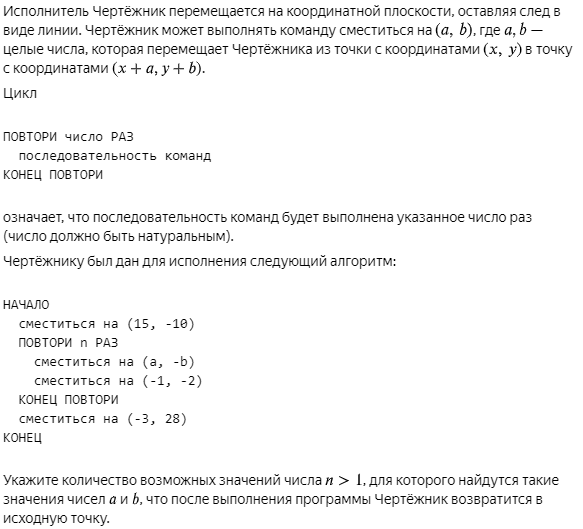 Исполнитель Чертёжник перемещается на координатной плоскости, оставляя след в
виде линии. Чертёжник может выполнять команду сместиться на (a, b), где a, b —
целые числа, которая перемещает Чертёжника из точки с координатами (x, y) в точку
с координатами (x + a, y + b).
Цикл
ПОВТОРИ число РАЗ
последовательность команд
КОНЕЦ ПОВТОРИ
означает, что последовательность команд будет выполнена указанное число раз
(число должно быть натуральным).
Чертёжнику был дан для исполнения следующий алгоритм:
НАЧАЛО
сместиться на (15, -10)
ПОВТОРИ n РАЗ
сместиться на (a, -b)
сместиться на (-1, -2)
КОНЕЦ ПОВТОРИ
сместиться на (-3, 28)
КОНЕЦ
Укажите количество возможных значений числа n > 1, для которого найдутся такие
значения чисел a и b, что после выполнения программы Чертёжник возвратится в
исходную точку.